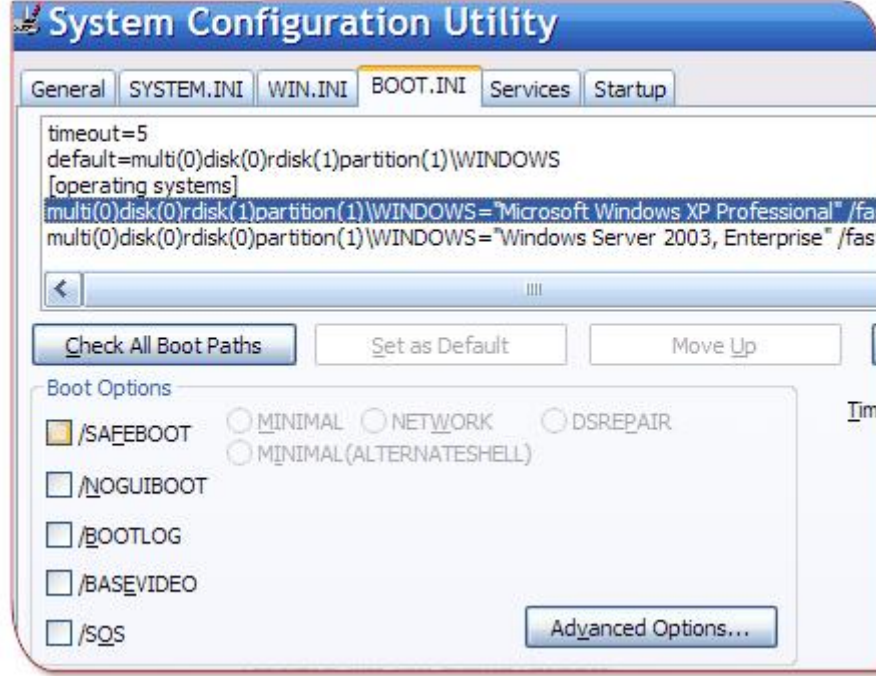 System Configuration Utility
General SYSTEM.INI WIN.INI BOOT.INI Services Startup
timeout=5
default=multi(0)disk(0)rdisk(1)partition(1)\WINDOWS
[operating systems]
multi(0)disk(0)rdisk(1)partition(1)\WINDOWS="Microsoft Windows XP Professional" /fa
multi(0)disk(0)rdisk(0)partition(1)\WINDOWS="Windows Server 2003, Enterprise" /fas
Check All Boot Paths Set as Default Move Up
Boot Options
Tim
/SAFEBOOT MINIMAL NETWORK DSREPAIR
MINIMAL(ALTERNATESHELL)
/NOGUIBOOT
/BOOTLOG
/BASEVIDEO
/SOS Advanced Options...